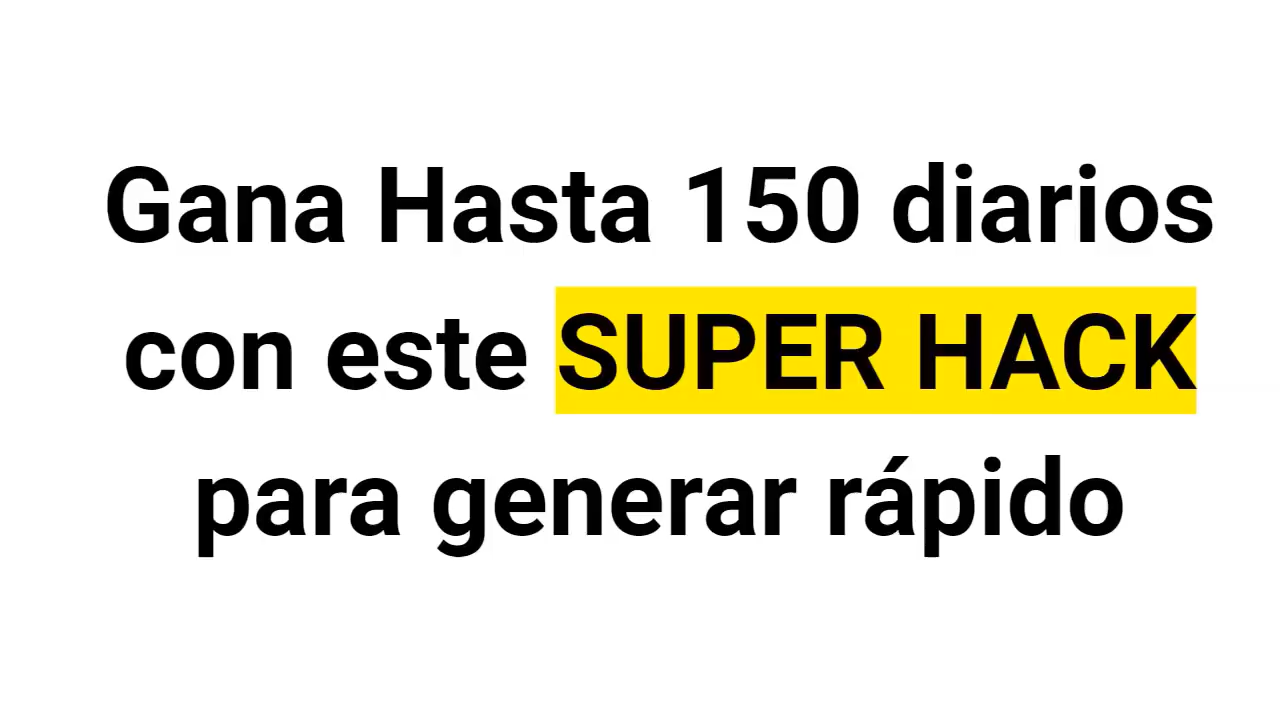 Gana Hasta 150 diarios
con este SUPER HACK
para generar rápido